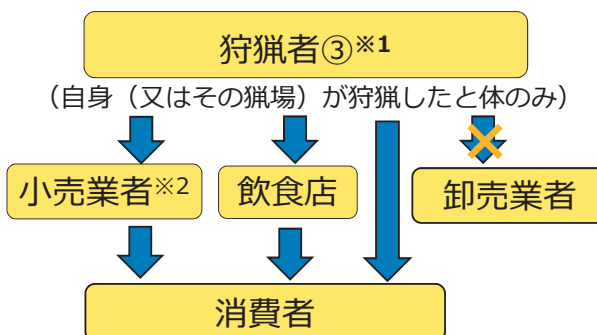 狩猟者③※1
（自身（又はその猟場）が狩猟したと体のみ）
小売業者※2
飲食店
卸売業者
消費者